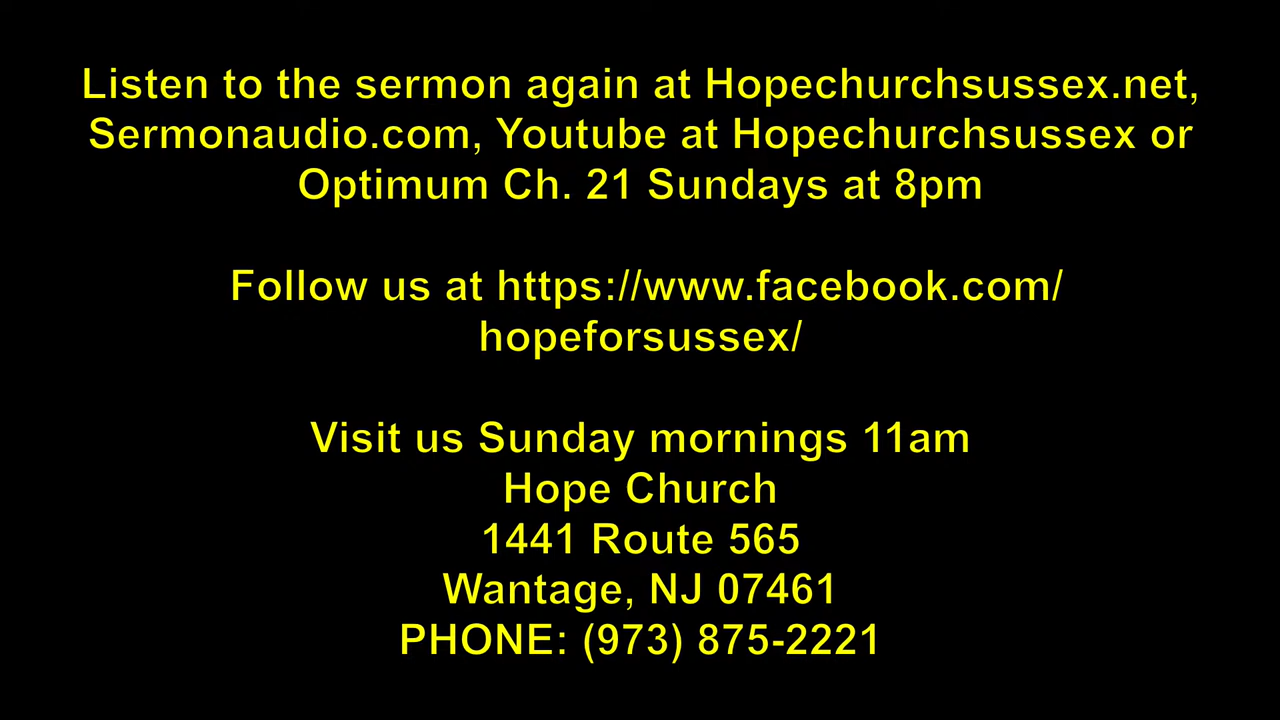 Listen to the sermon again at Hopechurchsussex.net,
Sermonaudio.com, Youtube at Hopechurchsussex or
Optimum Ch. 21 Sundays at 8pm
Follow us at https://www.facebook.com/
hopeforsussex/
Visit us Sunday mornings 11am
Hope Church
1441 Route 565
Wantage, NJ 07461
PHONE: (973) 875-2221